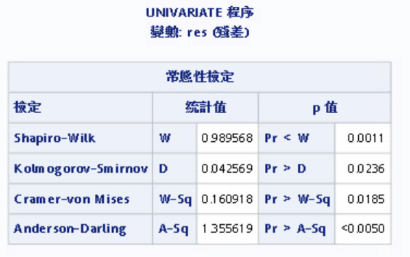 UNIVARIATE 程序
變數: res (殘差)
常態性檢定
檢定 統計值 p 值
Shapiro-Wilk W 0.989568 Pr < W 0.0011
Kolmogorov-Smirnov D 0.042569 Pr > D 0.0236
Cramer-von Mises W-Sq 0.160918 Pr > W-Sq 0.0185
Anderson-Darling A-Sq 1.355619 Pr > A-Sq <0.0050